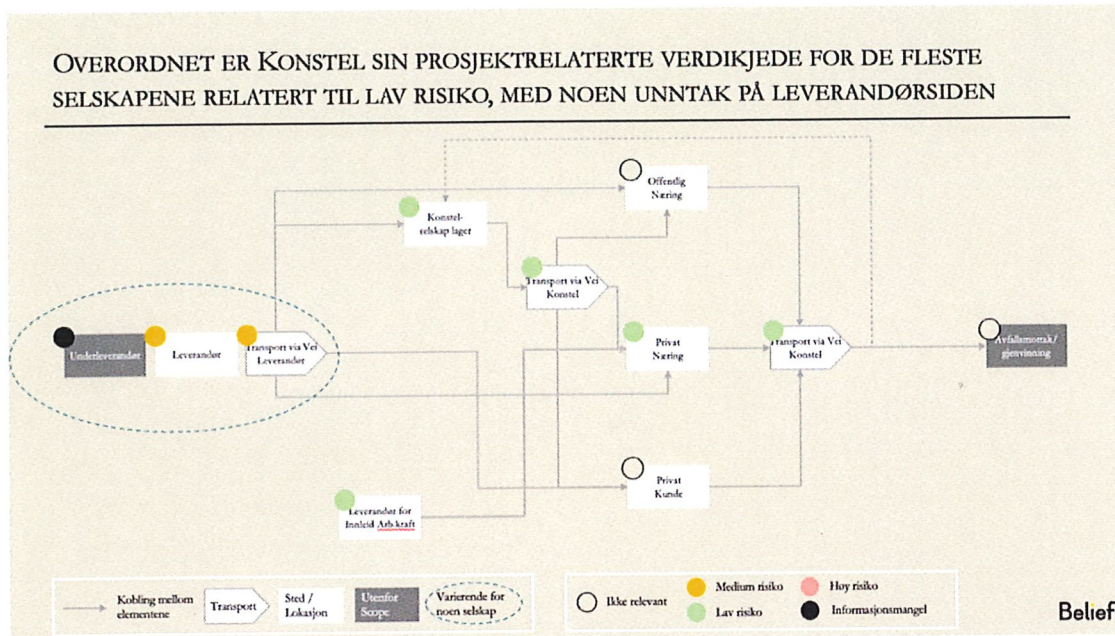 OVERORDNET ER KONSTEL SIN PROSJEKTRELATERTE VERDIKJEDE FOR DE FLESTE
SELSKAPENE RELATERT TIL LAV RISIKO, MED NOEN UNNTAK PÅ LEVERANDØRSIDEN
Offentlig
Næring
Konstel-
selskap lager
Transport via Vei
Konstel
Underleverandør
Leverandør
Transport via Vei
Leverandør
Privat
Næring
Transport via Vei
Konstel
Avfallsmottak/
gjenvinning
Privat
Kunde
Leverandør for
Innleid Arb.kraft
Kobling mellom
elementene
Transport
Sted /
Lokasjon
Utenfor
Scope
Varierende for
noen selskap
Ikke relevant
Medium risiko
Høy risiko
Lav risiko
Informasjonsmangel
Belief